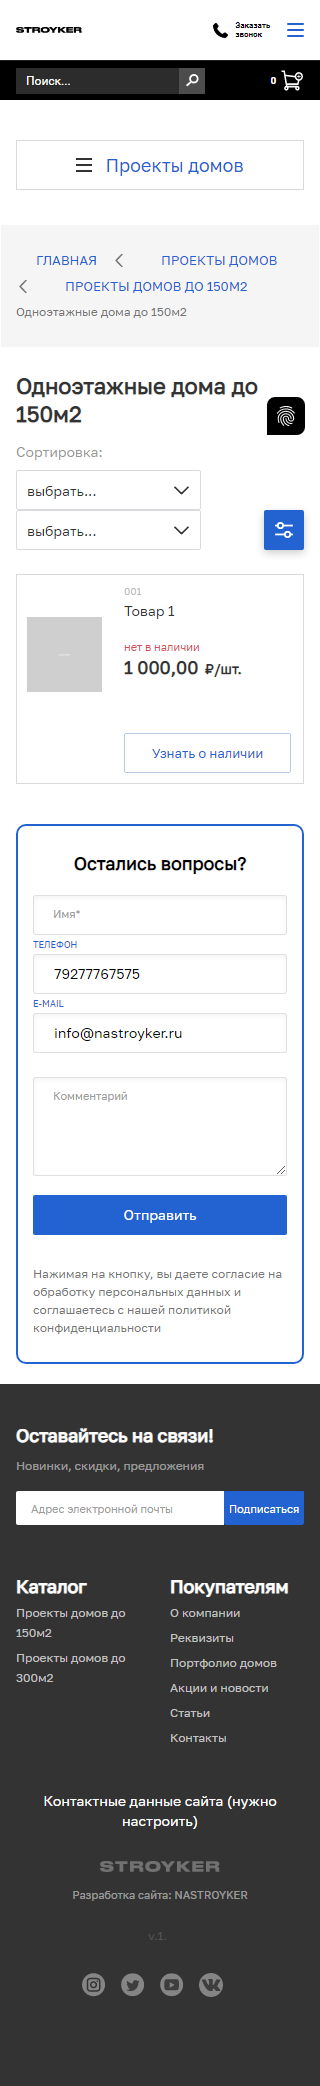 STROYKER
Заказать
звонок
Поиск...
0
Проекты домов
ГЛАВНАЯ
ПРОЕКТЫ ДОМОВ
ПРОЕКТЫ ДОМОВ ДО 150М2
Одноэтажные дома до 150м2
Одноэтажные дома до
150м2
Сортировка:
выбрать...
выбрать...
001
Товар 1
нет в наличии
1 000,00 ₽/шт.
Узнать о наличии
Остались вопросы?
Имя*
ТЕЛЕФОН
79277767575
E-MAIL
info@nastroyker.ru
Комментарий
Отправить
Нажимая на кнопку, вы даете согласие на
обработку персональных данных и
соглашаетесь с нашей политикой
конфиденциальности
Оставайтесь на связи!
Новинки, скидки, предложения
Адрес электронной почты
Подписаться
Каталог
Проекты домов до
150м2
Проекты домов до
300м2
Покупателям
О компании
Реквизиты
Портфолио домов
Акции и новости
Статьи
Контакты
Контактные данные сайта (нужно
настроить)
STROYKER
Разработка сайта: NASTROYKER
v.1.